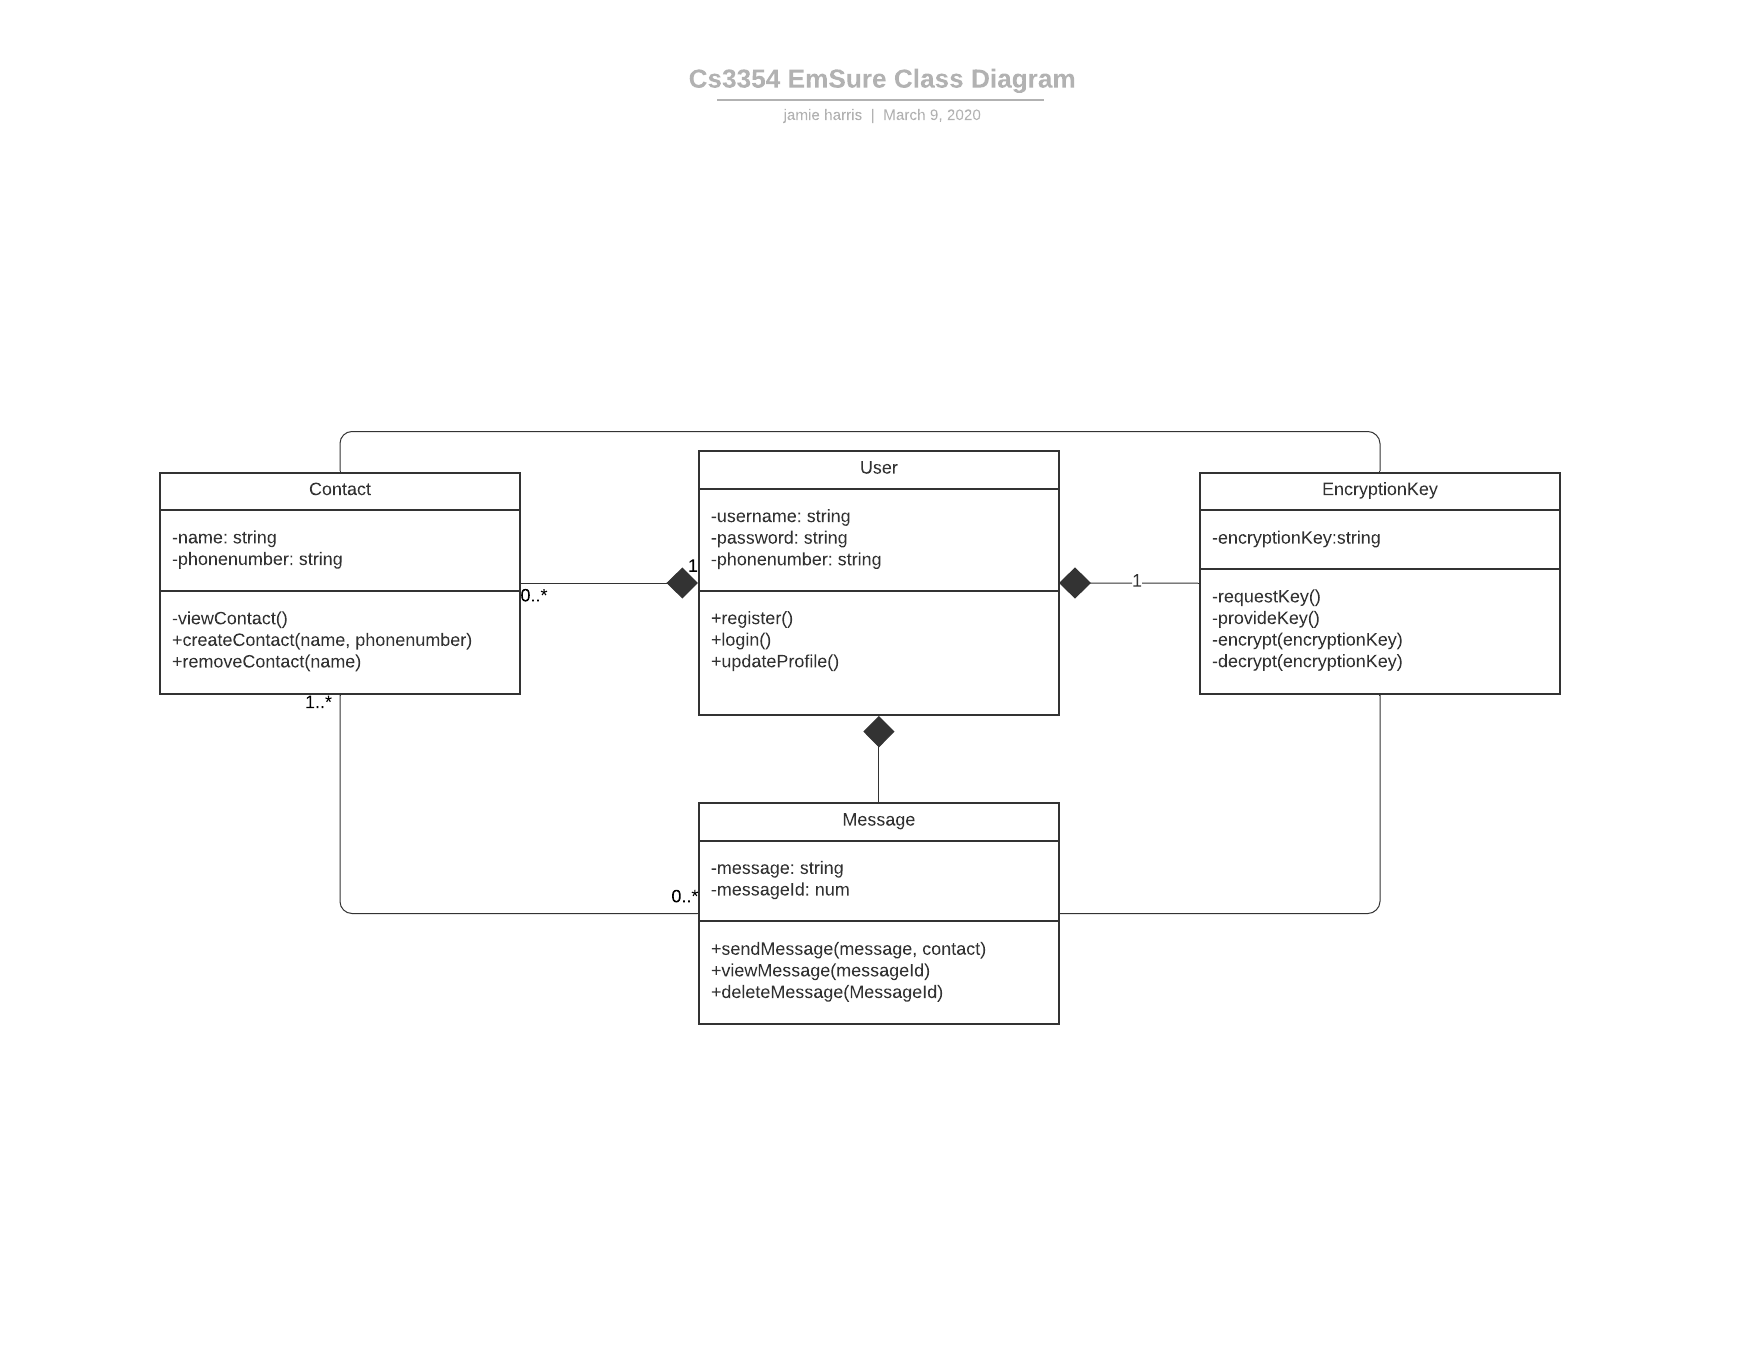 Cs3354 EmSure Class Diagram
jamie harris | March 9, 2020
Contact
-name: string
-phonenumber: string
-viewContact()
+createContact(name, phonenumber)
+removeContact(name)
0..*
1
1..*
User
-username: string
-password: string
-phonenumber: string
+register()
+login()
+updateProfile()
1
EncryptionKey
-encryptionKey:string
-requestKey()
-provideKey()
-encrypt(encryptionKey)
-decrypt(encryptionKey)
0..*
Message
-message: string
-messageId: num
+sendMessage(message, contact)
+viewMessage(messageId)
+deleteMessage(MessageId)